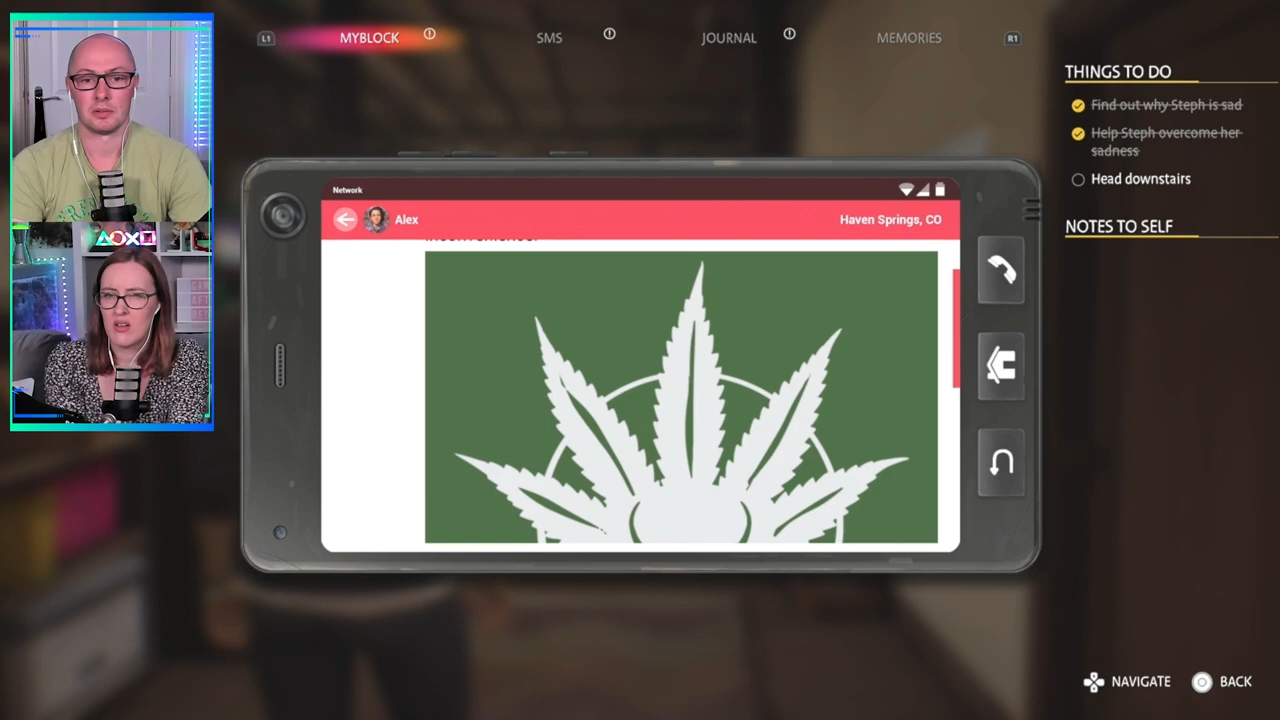 L1
MYBLOCK
SMS
JOURNAL
MEMORIES
R1
THINGS TO DO
Find out why Steph is sad
Help Steph overcome her
sadness
Head downstairs
NOTES TO SELF
Network
Alex
Haven Springs, CO
NAVIGATE
BACK